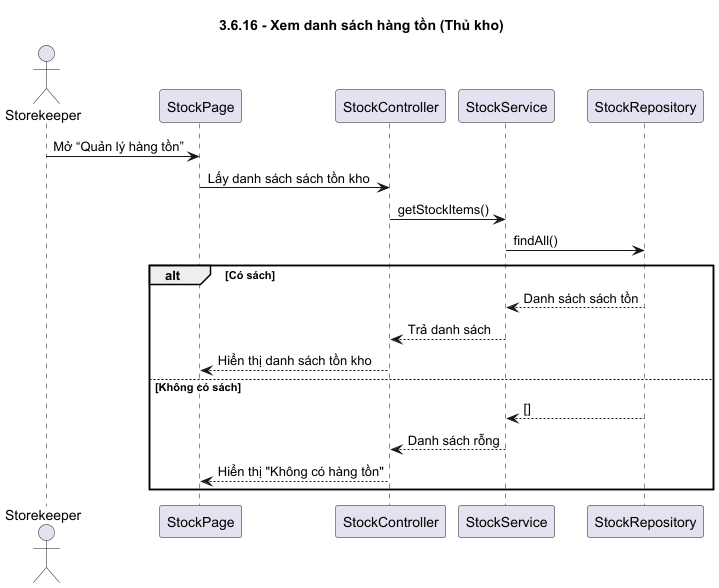 3.6.16 - Xem danh sách hàng tồn (Thủ kho)
Storekeeper
StockPage
StockController
StockService
StockRepository
Mở “Quản lý hàng tồn”
Lấy danh sách sách tồn kho
getStockItems()
findAll()
alt
[Có sách]
Danh sách sách tồn
Trả danh sách
Hiển thị danh sách tồn kho
[Không có sách]
[]
Danh sách rỗng
Hiển thị "Không có hàng tồn"
Storekeeper
StockPage
StockController
StockService
StockRepository